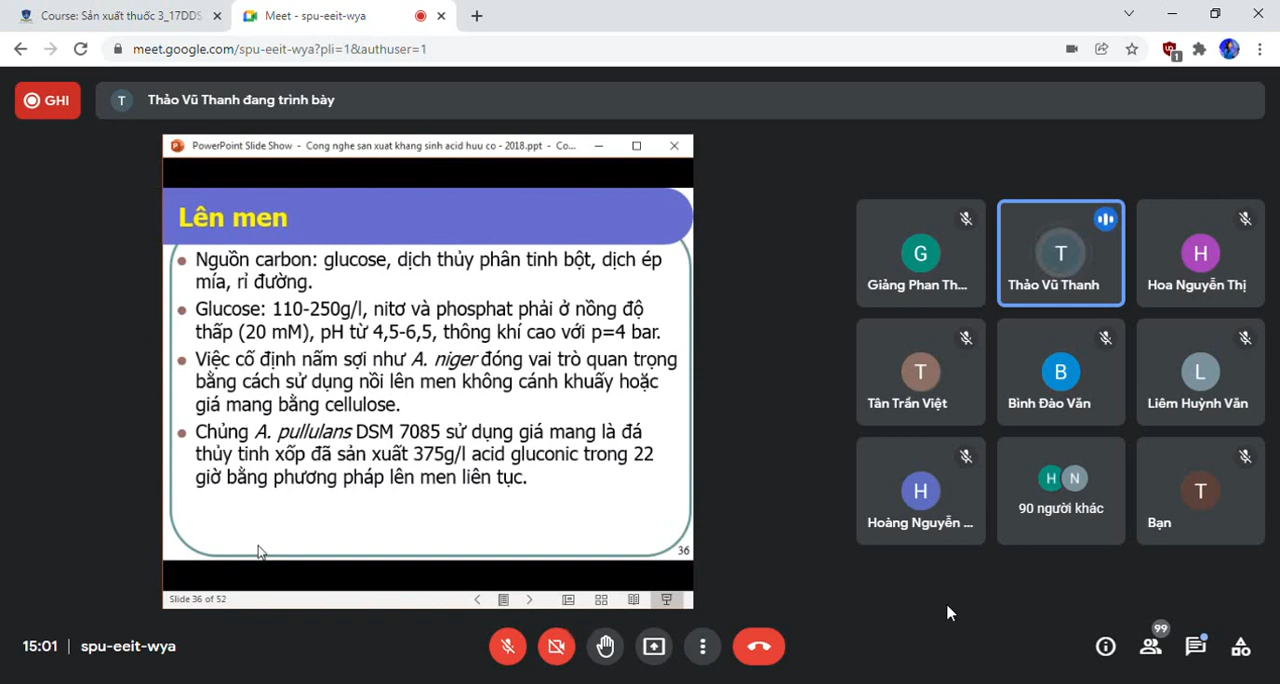 Course: Sản xuất thuốc 3_17DDS
Meet - spu-eeit-wya
meet.google.com/spu-eeit-wya?pli=1&authuser=1
1
GHI
T
Thảo Vũ Thanh đang trình bày
PowerPoint Slide Show - Cong nghe san xuat khang sinh acid huu co - 2018.ppt - Co...
Lên men
Nguồn carbon: glucose, dịch thủy phân tinh bột, dịch ép
mía, rỉ đường.
Glucose: 110-250g/l, nitơ và phosphat phải ở nồng độ
thấp (20 mM), pH từ 4,5-6,5, thông khí cao với p=4 bar.
Việc cố định nấm sợi như A. niger đóng vai trò quan trọng
bằng cách sử dụng nồi lên men không cánh khuấy hoặc
giá mang bằng cellulose.
Chủng A. pullulans DSM 7085 sử dụng giá mang là đá
thủy tinh xốp đã sản xuất 375g/l acid gluconic trong 22
giờ bằng phương pháp lên men liên tục.
36
Slide 36 of 52
G
Giảng Phan Th...
T
Thảo Vũ Thanh
H
Hoa Nguyễn Thị
T
Tân Trần Việt
B
Bình Đào Văn
L
Liêm Huỳnh Văn
H
Hoàng Nguyễn ...
H N
90 người khác
T
Bạn
15:01 | spu-eeit-wya
99